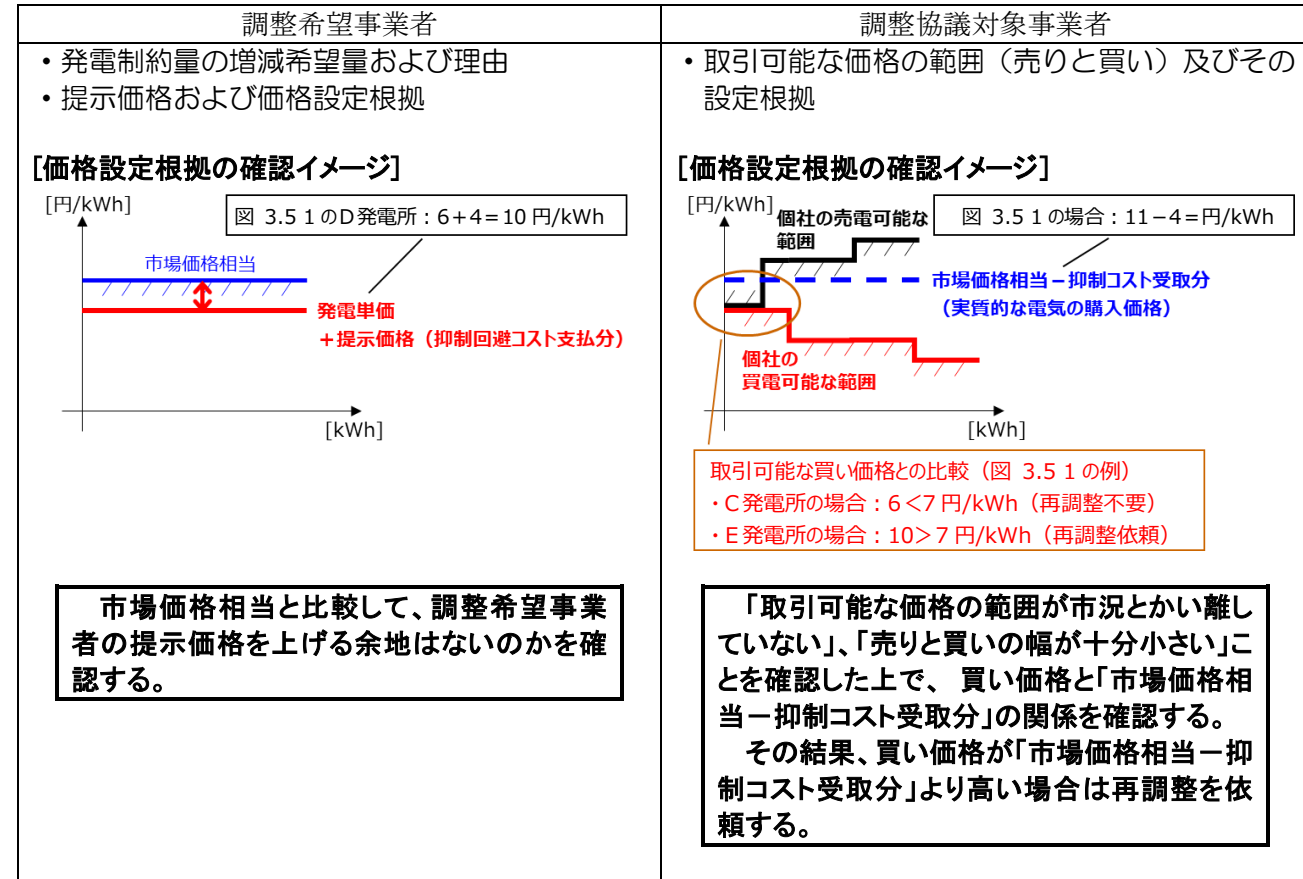 調整希望事業者
・発電制約量の増減希望量および理由
・提示価格および価格設定根拠
[価格設定根拠の確認イメージ]
[円/kWh]
図 3.5 1のD発電所：6＋4＝10 円/kWh
市場価格相当
発電単価
＋提示価格（抑制回避コスト支払分）
[kWh]
市場価格相当と比較して、調整希望事業
者の提示価格を上げる余地はないのかを確
認する。
調整協議対象事業者
・取引可能な価格の範囲（売りと買い）及びその
設定根拠
[価格設定根拠の確認イメージ]
[円/kWh]
個社の売電可能な
範囲
図 3.5 1の場合：11－4＝円/kWh
市場価格相当－抑制コスト受取分
（実質的な電気の購入価格）
個社の
買電可能な範囲
[kWh]
取引可能な買い価格との比較（図 3.5 1 の例）
・C発電所の場合：6＜7 円/kWh（再調整不要）
・E発電所の場合：10＞7 円/kWh（再調整依頼）
「取引可能な価格の範囲が市況とかい離し
ていない」、「売りと買いの幅が十分小さい」こ
とを確認した上で、 買い価格と「市場価格相
当－抑制コスト受取分」の関係を確認する。
その結果、買い価格が「市場価格相当－抑
制コスト受取分」より高い場合は再調整を依
頼する。